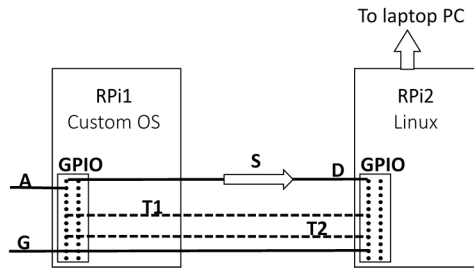 To laptop PC
RPi1
Custom OS
RPi2
Linux
GPIO
S
D
GPIO
A
T1
T2
G